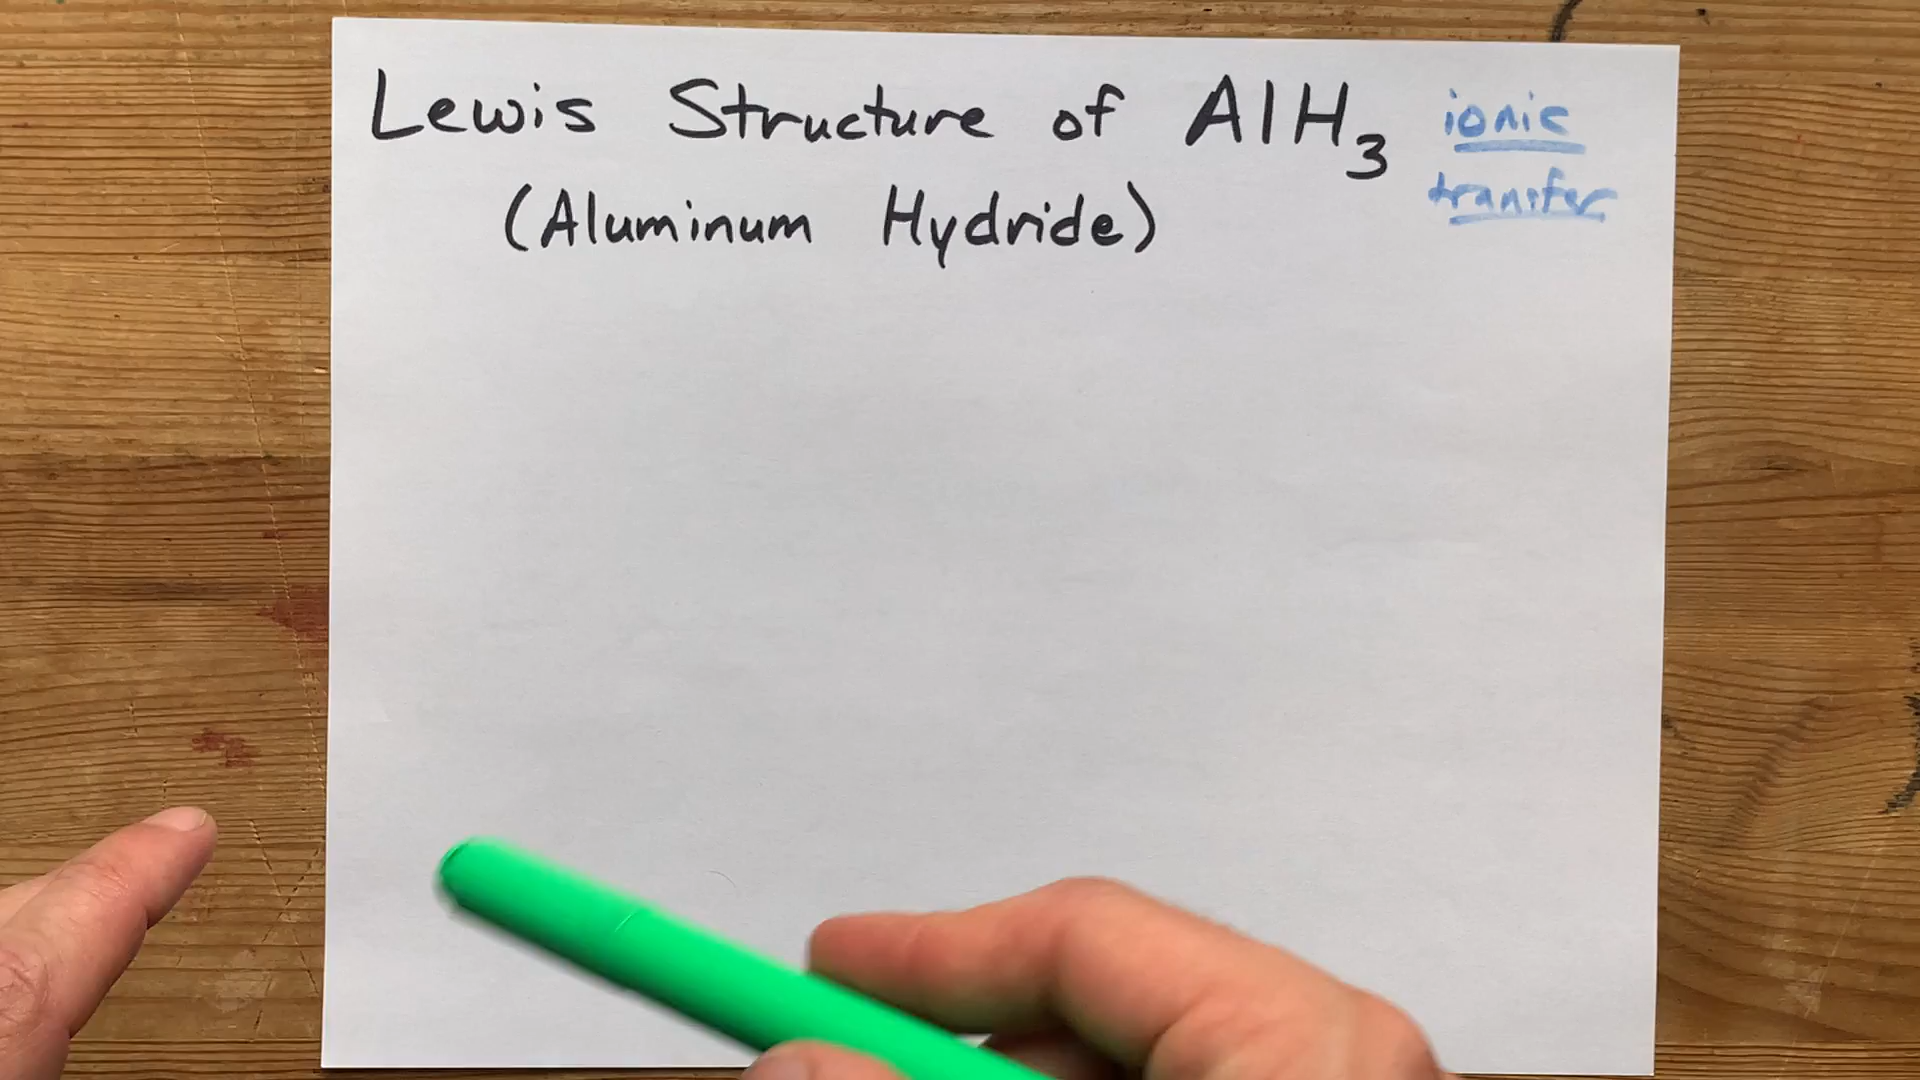 Lewis Structure of AlH₃
(Aluminum Hydride)
ionic
transfer